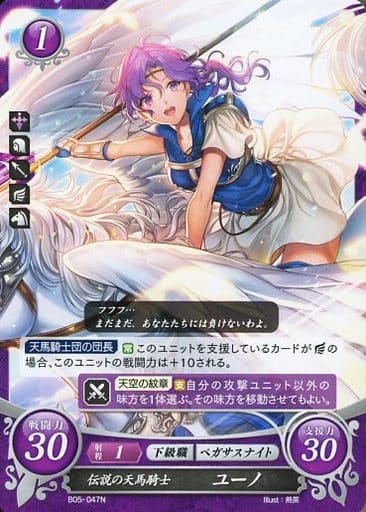 1
フフフ…
まだまだ、あなたたちには負けないわよ。
天馬騎士団の団長 常 このユニットを支援しているカードが
の場合、このユニットの戦闘力は+10される。
天空の紋章 支 自分の攻撃ユニット以外の
味方を1体選ぶ。その味方を移動させてもよい。
戦闘力
30
射程 1 下級職 ペガサスナイト
支援力
30
伝説の天馬騎士 ユーノ
B05-047N
Illust:煎茶